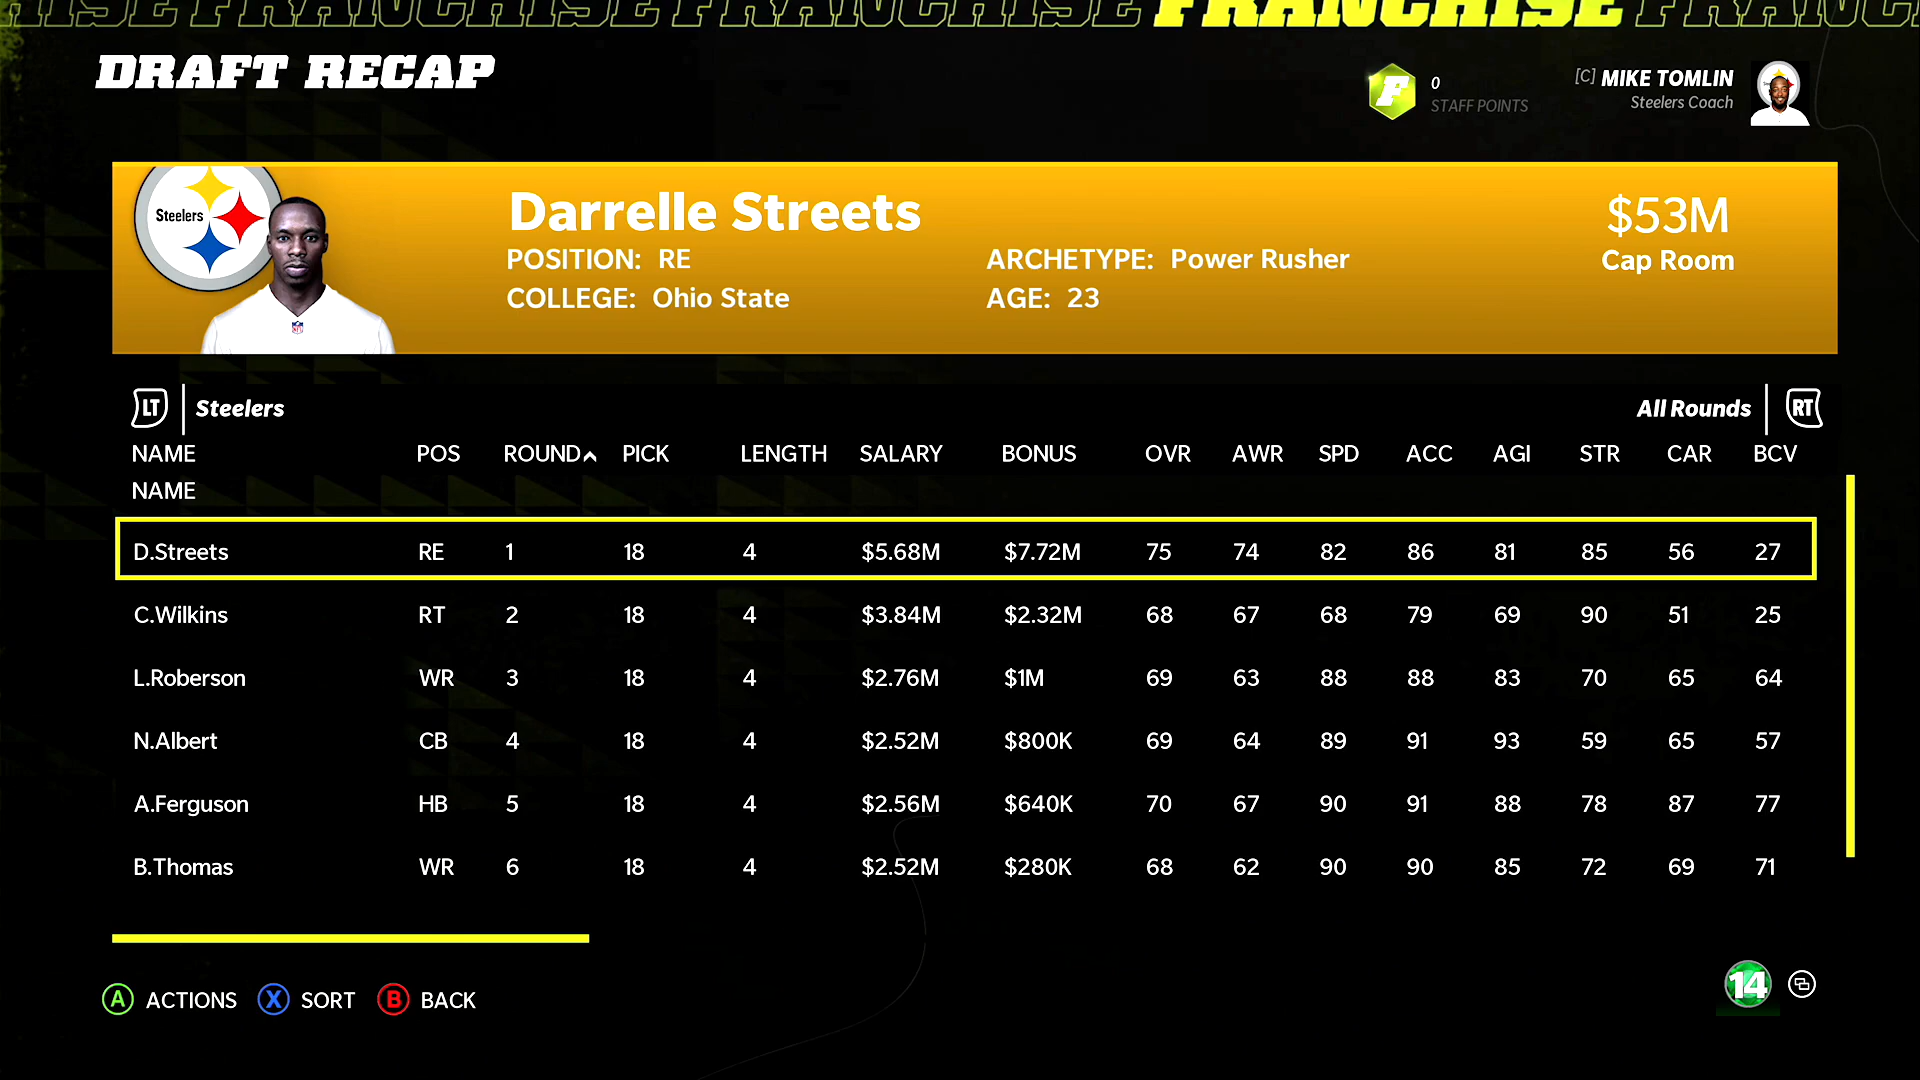 FRANCHISE FRANCHISE FRANCHISE FRANCHISE
DRAFT RECAP
F 0 [C] MIKE TOMLIN
STAFF POINTS Steelers Coach
Steelers
Darrelle Streets $53M
POSITION: RE ARCHETYPE: Power Rusher Cap Room
COLLEGE: Ohio State AGE: 23
NFL
LT Steelers All Rounds RT
NAME POS ROUND PICK LENGTH SALARY BONUS OVR AWR SPD ACC AGI STR CAR BCV
NAME
D.Streets RE 1 18 4 $5.68M $7.72M 75 74 82 86 81 85 56 27
C.Wilkins RT 2 18 4 $3.84M $2.32M 68 67 68 79 69 90 51 25
L.Roberson WR 3 18 4 $2.76M $1M 69 63 88 88 83 70 65 64
N.Albert CB 4 18 4 $2.52M $800K 69 64 89 91 93 59 65 57
A.Ferguson HB 5 18 4 $2.56M $640K 70 67 90 91 88 78 87 77
B.Thomas WR 6 18 4 $2.52M $280K 68 62 90 90 85 72 69 71
A ACTIONS X SORT B BACK 14